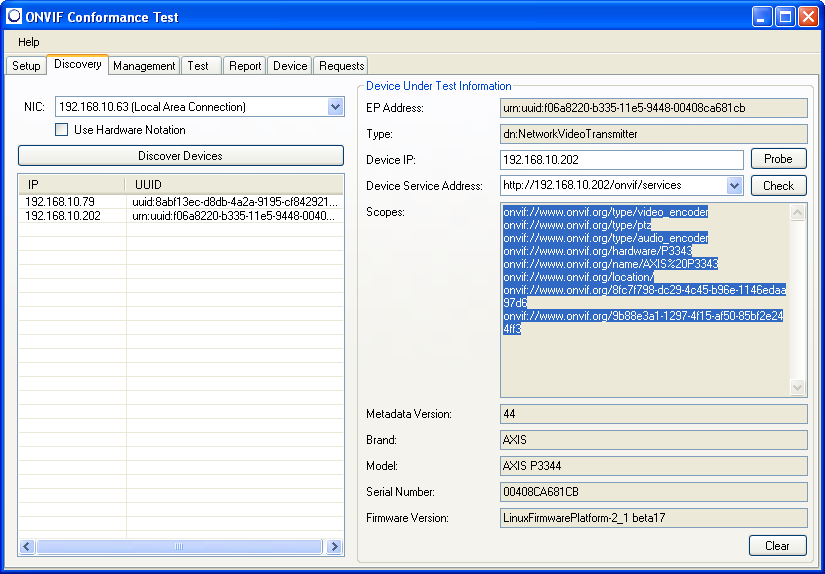 ONVIF Conformance Test
Help
Setup Discovery Management Test Report Device Requests
NIC: 192.168.10.63 (Local Area Connection)
Use Hardware Notation
Discover Devices
IP UUID
192.168.10.79 uuid:8abf13ec-d8db-4a2a-9195-cf842921...
192.168.10.202 urn:uuid:f06a8220-b335-11e5-9448-0040...
Device Under Test Information
EP Address: urn:uuid:f06a8220-b335-11e5-9448-00408ca681cb
Type: dn:NetworkVideoTransmitter
Device IP: 192.168.10.202 Probe
Device Service Address: http://192.168.10.202/onvif/services Check
Scopes: onvif://www.onvif.org/type/video_encoder
onvif://www.onvif.org/type/ptz
onvif://www.onvif.org/type/audio_encoder
onvif://www.onvif.org/hardware/P3343
onvif://www.onvif.org/name/AXIS%20P3343
onvif://www.onvif.org/location/
onvif://www.onvif.org/8fc7f798-dc29-4c45-b96e-1146edaa
97d6
onvif://www.onvif.org/9b88e3a1-1297-4f15-af50-85bf2e24
4ff3
Metadata Version: 44
Brand: AXIS
Model: AXIS P3344
Serial Number: 00408CA681CB
Firmware Version: LinuxFirmwarePlatform-2_1 beta17
Clear